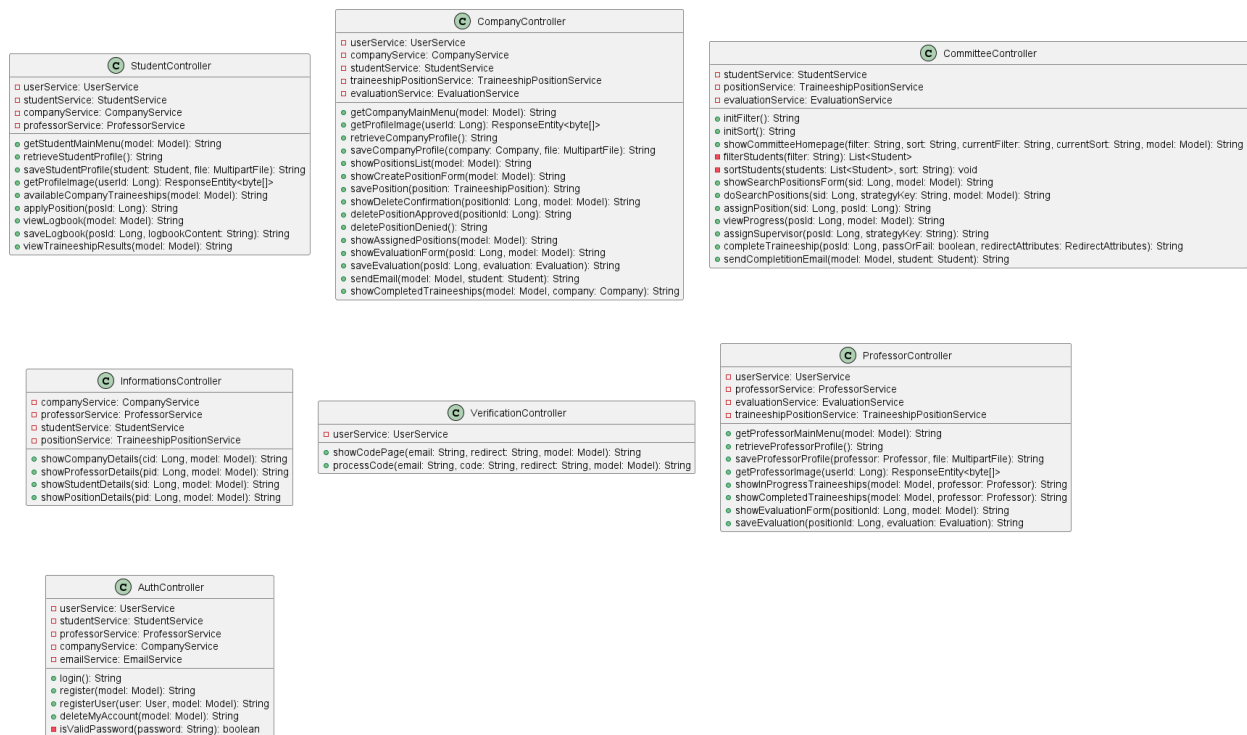 C StudentController
userService: UserService
studentService: StudentService
companyService: CompanyService
professorService: ProfessorService
getStudentMainMenu(model: Model): String
retrieveStudentProfile(): String
saveStudentProfile(student: Student, file: MultipartFile): String
getProfileImage(userId: Long): ResponseEntity<byte[]>
availableCompanyTraineeships(model: Model): String
applyPosition(posId: Long): String
viewLogbook(model: Model): String
saveLogbook(posId: Long, logbookContent: String): String
viewTraineeshipResults(model: Model): String
C CompanyController
userService: UserService
companyService: CompanyService
studentService: StudentService
traineeshipPositionService: TraineeshipPositionService
evaluationService: EvaluationService
getCompanyMainMenu(model: Model): String
getProfileImage(userId: Long): ResponseEntity<byte[]>
retrieveCompanyProfile(): String
saveCompanyProfile(company: Company, file: MultipartFile): String
showPositionsList(model: Model): String
showCreatePositionForm(model: Model): String
savePosition(position: TraineeshipPosition): String
showDeleteConfirmation(positionId: Long, model: Model): String
deletePositionApproved(positionId: Long): String
deletePositionDenied(): String
showAssignedPositions(model: Model): String
showEvaluationForm(posId: Long, model: Model): String
saveEvaluation(posId: Long, evaluation: Evaluation): String
sendEmail(model: Model, student: Student): String
showCompletedTraineeships(model: Model, company: Company): String
C CommitteeController
studentService: StudentService
positionService: TraineeshipPositionService
evaluationService: EvaluationService
initFilter(): String
initSort(): String
showCommitteeHomepage(filter: String, sort: String, currentFilter: String, currentSort: String, model: Model): String
filterStudents(filter: String): List<Student>
sortStudents(students: List<Student>, sort: String): void
showSearchPositionsForm(sid: Long, model: Model): String
doSearchPositions(sid: Long, strategyKey: String, model: Model): String
assignPosition(sid: Long, posId: Long): String
viewProgress(posId: Long, model: Model): String
assignSupervisor(posId: Long, strategyKey: String): String
completeTraineeship(posId: Long, passOrFail: boolean, redirectAttributes: RedirectAttributes): String
sendCompletitionEmail(model: Model, student: Student): String
C InformationsController
companyService: CompanyService
professorService: ProfessorService
studentService: StudentService
positionService: TraineeshipPositionService
showCompanyDetails(cid: Long, model: Model): String
showProfessorDetails(pid: Long, model: Model): String
showStudentDetails(sid: Long, model: Model): String
showPositionDetails(pid: Long, model: Model): String
C VerificationController
userService: UserService
showCodePage(email: String, redirect: String, model: Model): String
processCode(email: String, code: String, redirect: String, model: Model): String
C ProfessorController
userService: UserService
professorService: ProfessorService
evaluationService: EvaluationService
traineeshipPositionService: TraineeshipPositionService
getProfessorMainMenu(model: Model): String
retrieveProfessorProfile(): String
saveProfessorProfile(professor: Professor, file: MultipartFile): String
getProfessorImage(userId: Long): ResponseEntity<byte[]>
showInProgressTraineeships(model: Model, professor: Professor): String
showCompletedTraineeships(model: Model, professor: Professor): String
showEvaluationForm(positionId: Long, model: Model): String
saveEvaluation(positionId: Long, evaluation: Evaluation): String
C AuthController
userService: UserService
studentService: StudentService
professorService: ProfessorService
companyService: CompanyService
emailService: EmailService
login(): String
register(model: Model): String
registerUser(user: User, model: Model): String
deleteMyAccount(model: Model): String
isValidPassword(password: String): boolean